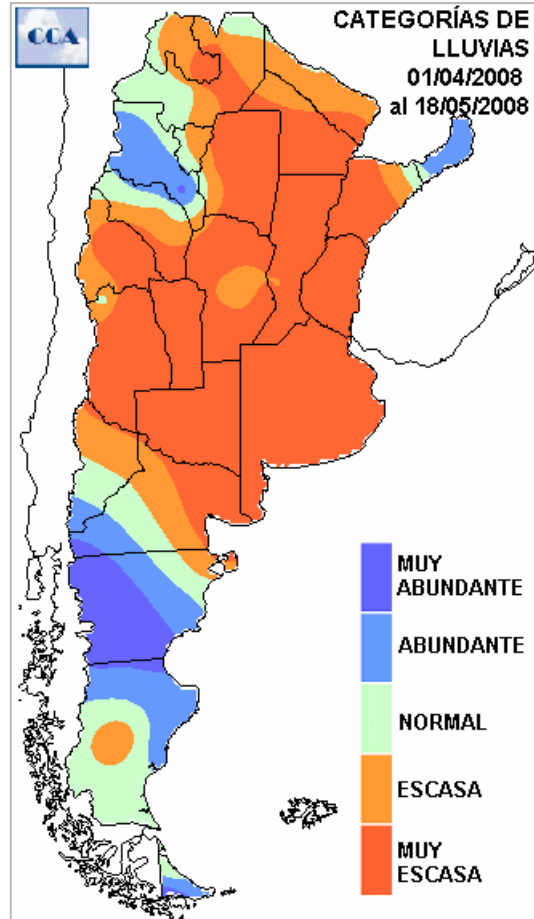 CCA
CATEGORÍAS DE
LLUVIAS
01/04/2008
al 18/05/2008
MUY
ABUNDANTE
ABUNDANTE
NORMAL
ESCASA
MUY
ESCASA